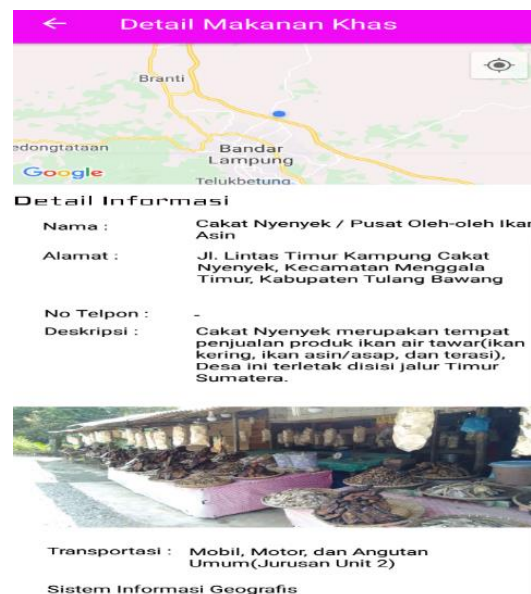 Detail Makanan Khas
Branti
edongtataan
Bandar
Lampung
Google
Telukbetung
Detail Informasi
Nama :
Cakat Nyenyek / Pusat Oleh-oleh Ikan
Asin
Alamat :
Jl. Lintas Timur Kampung Cakat
Nyenyek, Kecamatan Menggala
Timur, Kabupaten Tulang Bawang
No Telpon :
-
Deskripsi :
Cakat Nyenyek merupakan tempat
penjualan produk ikan air tawar(ikan
kering, ikan asin/asap, dan terasi),
Desa ini terletak disisi jalur Timur
Sumatera.
Transportasi :
Mobil, Motor, dan Angutan
Umum(Jurusan Unit 2)
Sistem Informasi Geografis